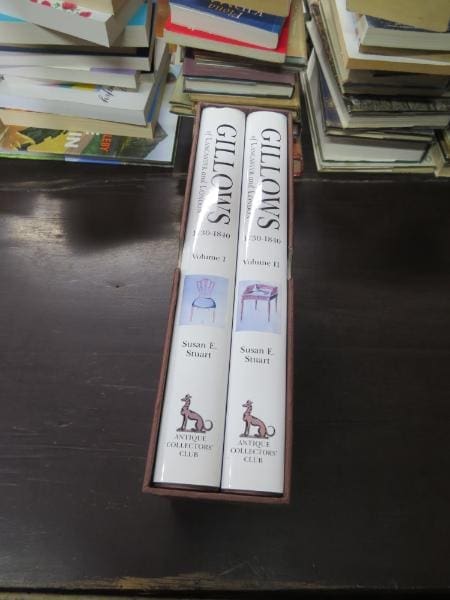 GILLOWS
of LANCASTER and LONDON
1730-1840
Volume I
Susan E.
Stuart
ANTIQUE
COLLECTORS'
CLUB
GILLOWS
of LANCASTER and LONDON
1730-1840
Volume II
Susan E.
Stuart
ANTIQUE
COLLECTORS'
CLUB